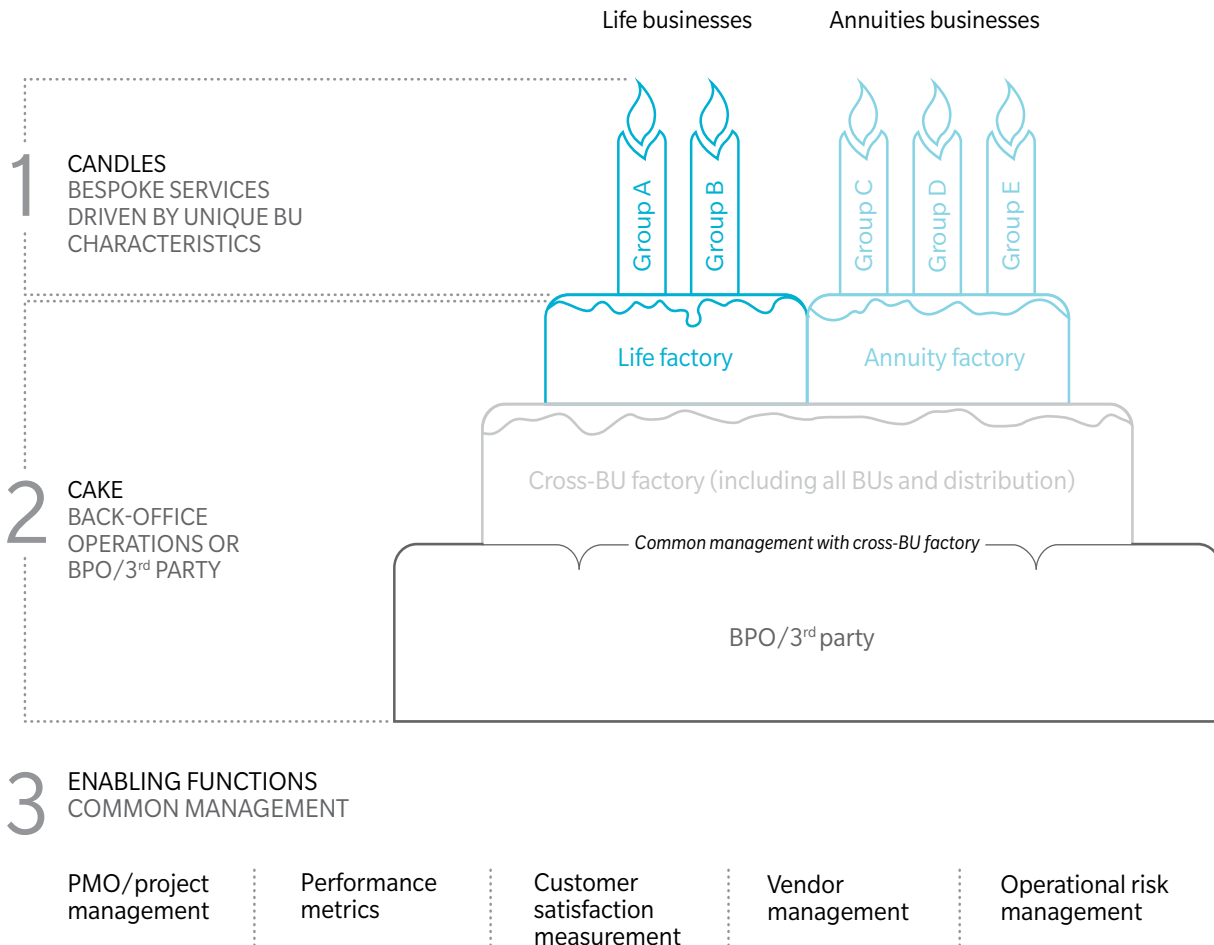 Life businesses
Annuities businesses
1
CANDLES
BESPOKE SERVICES
DRIVEN BY UNIQUE BU
CHARACTERISTICS
Group A
Group B
Group C
Group D
Group E
Life factory
Annuity factory
Cross-BU factory (including all BUs and distribution)
2
CAKE
BACK-OFFICE
OPERATIONS OR
BPO/3rd PARTY
Common management with cross-BU factory
BPO/3rd party
3
ENABLING FUNCTIONS
COMMON MANAGEMENT
PMO/project
management
Performance
metrics
Customer
satisfaction
measurement
Vendor
management
Operational risk
management